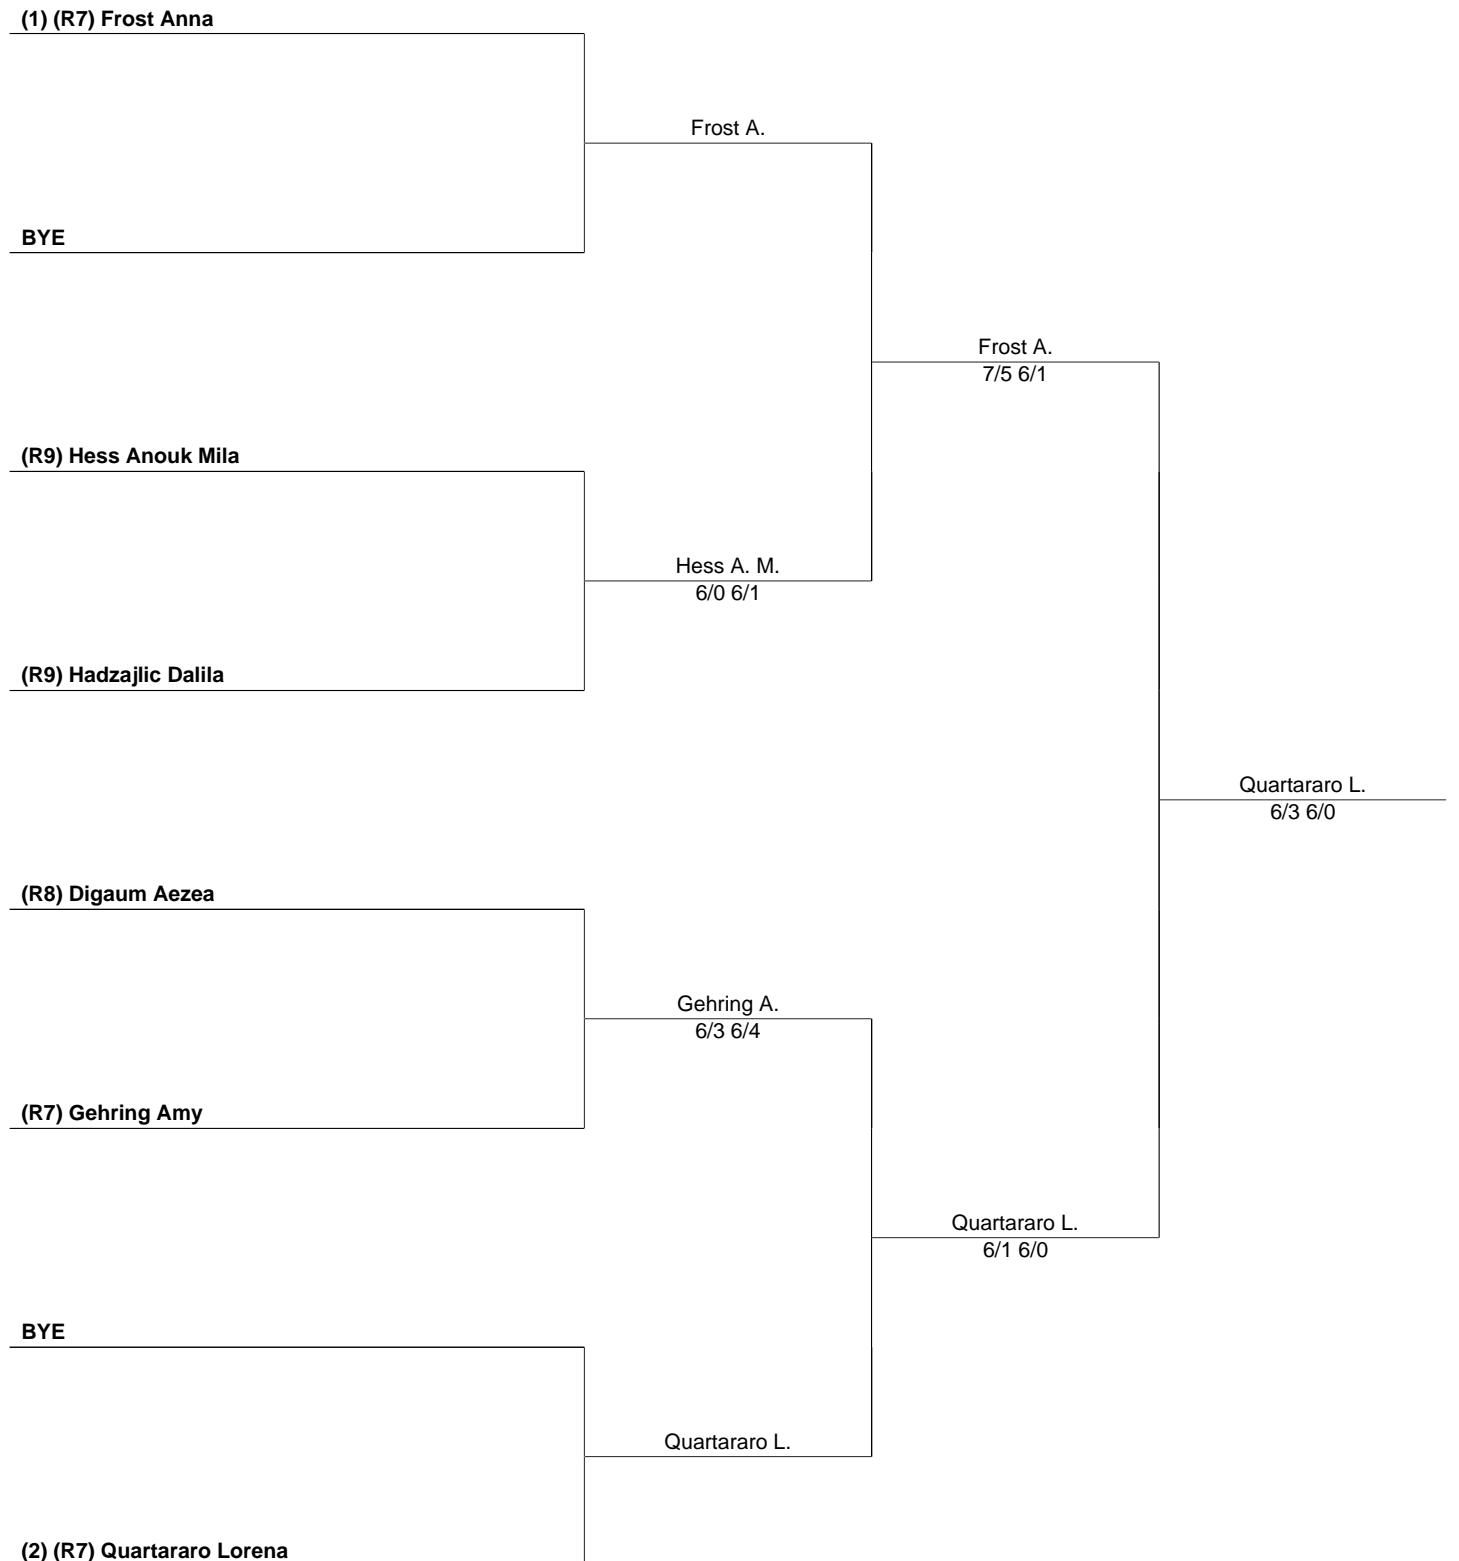 (1) (R7) Frost Anna
Frost A.
BYE
Frost A.
7/5 6/1
(R9) Hess Anouk Mila
Hess A. M.
6/0 6/1
(R9) Hadzajlic Dalila
Quartararo L.
6/3 6/0
(R8) Digaum Aezea
Gehring A.
6/3 6/4
(R7) Gehring Amy
Quartararo L.
6/1 6/0
BYE
Quartararo L.
(2) (R7) Quartararo Lorena